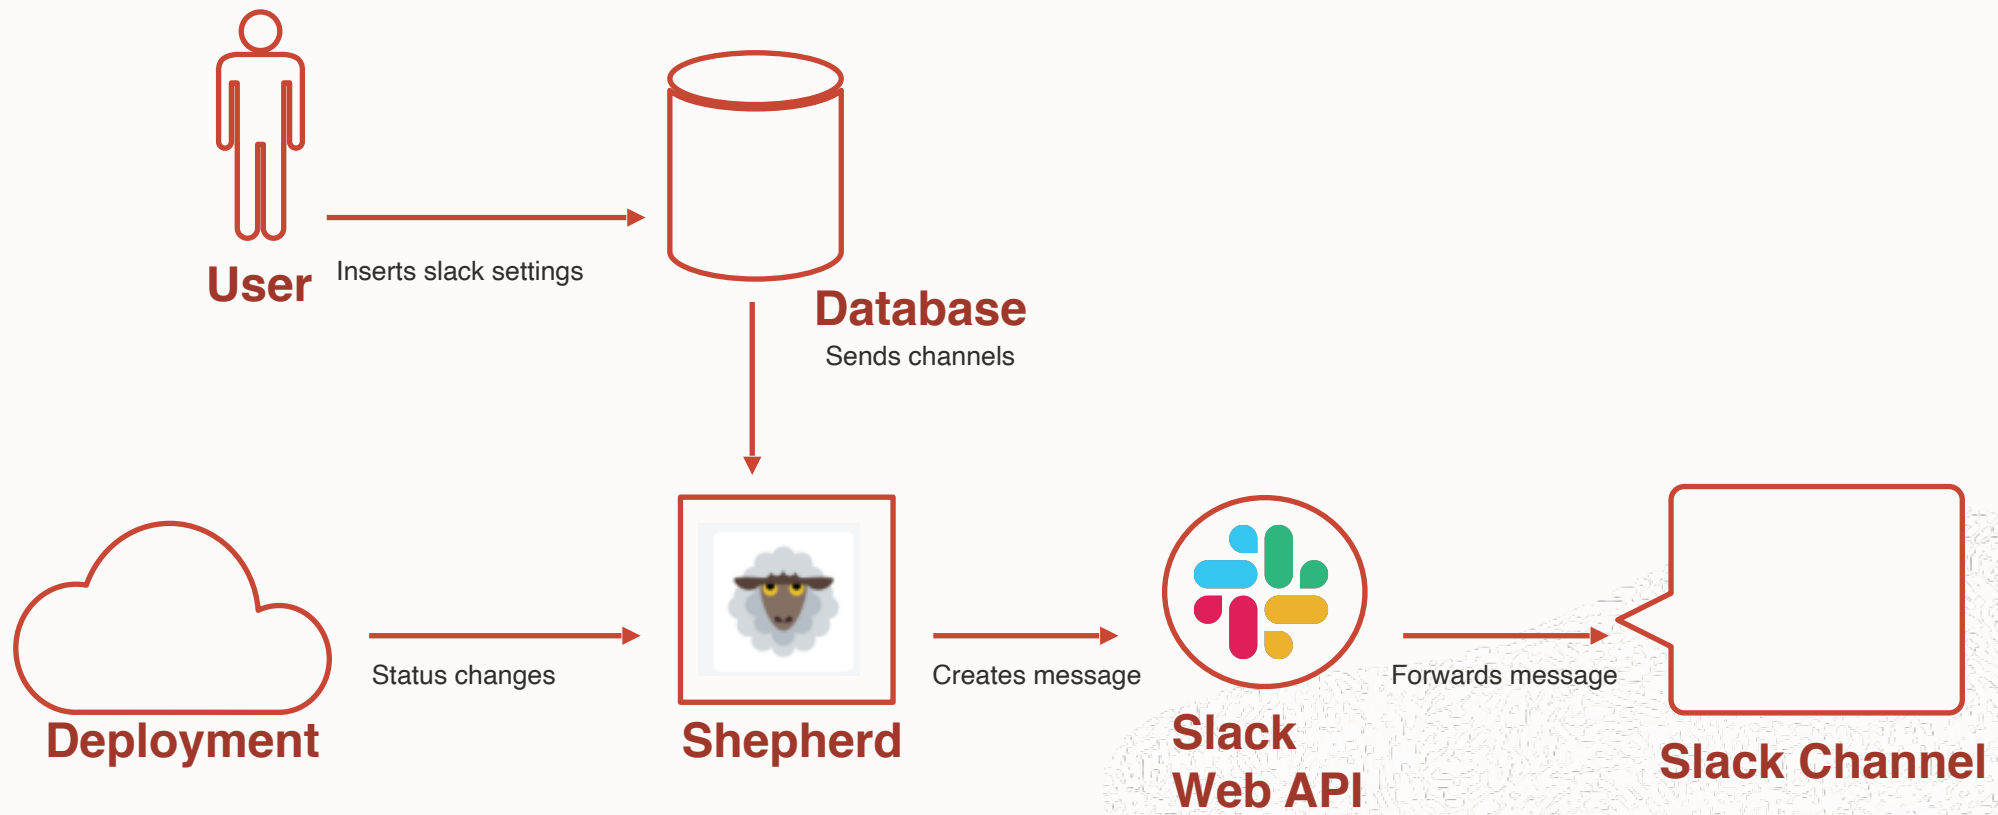 User
Inserts slack settings
Database
Sends channels
Status changes
Creates message
Forwards message
Deployment
Shepherd
Slack
Web API
Slack Channel